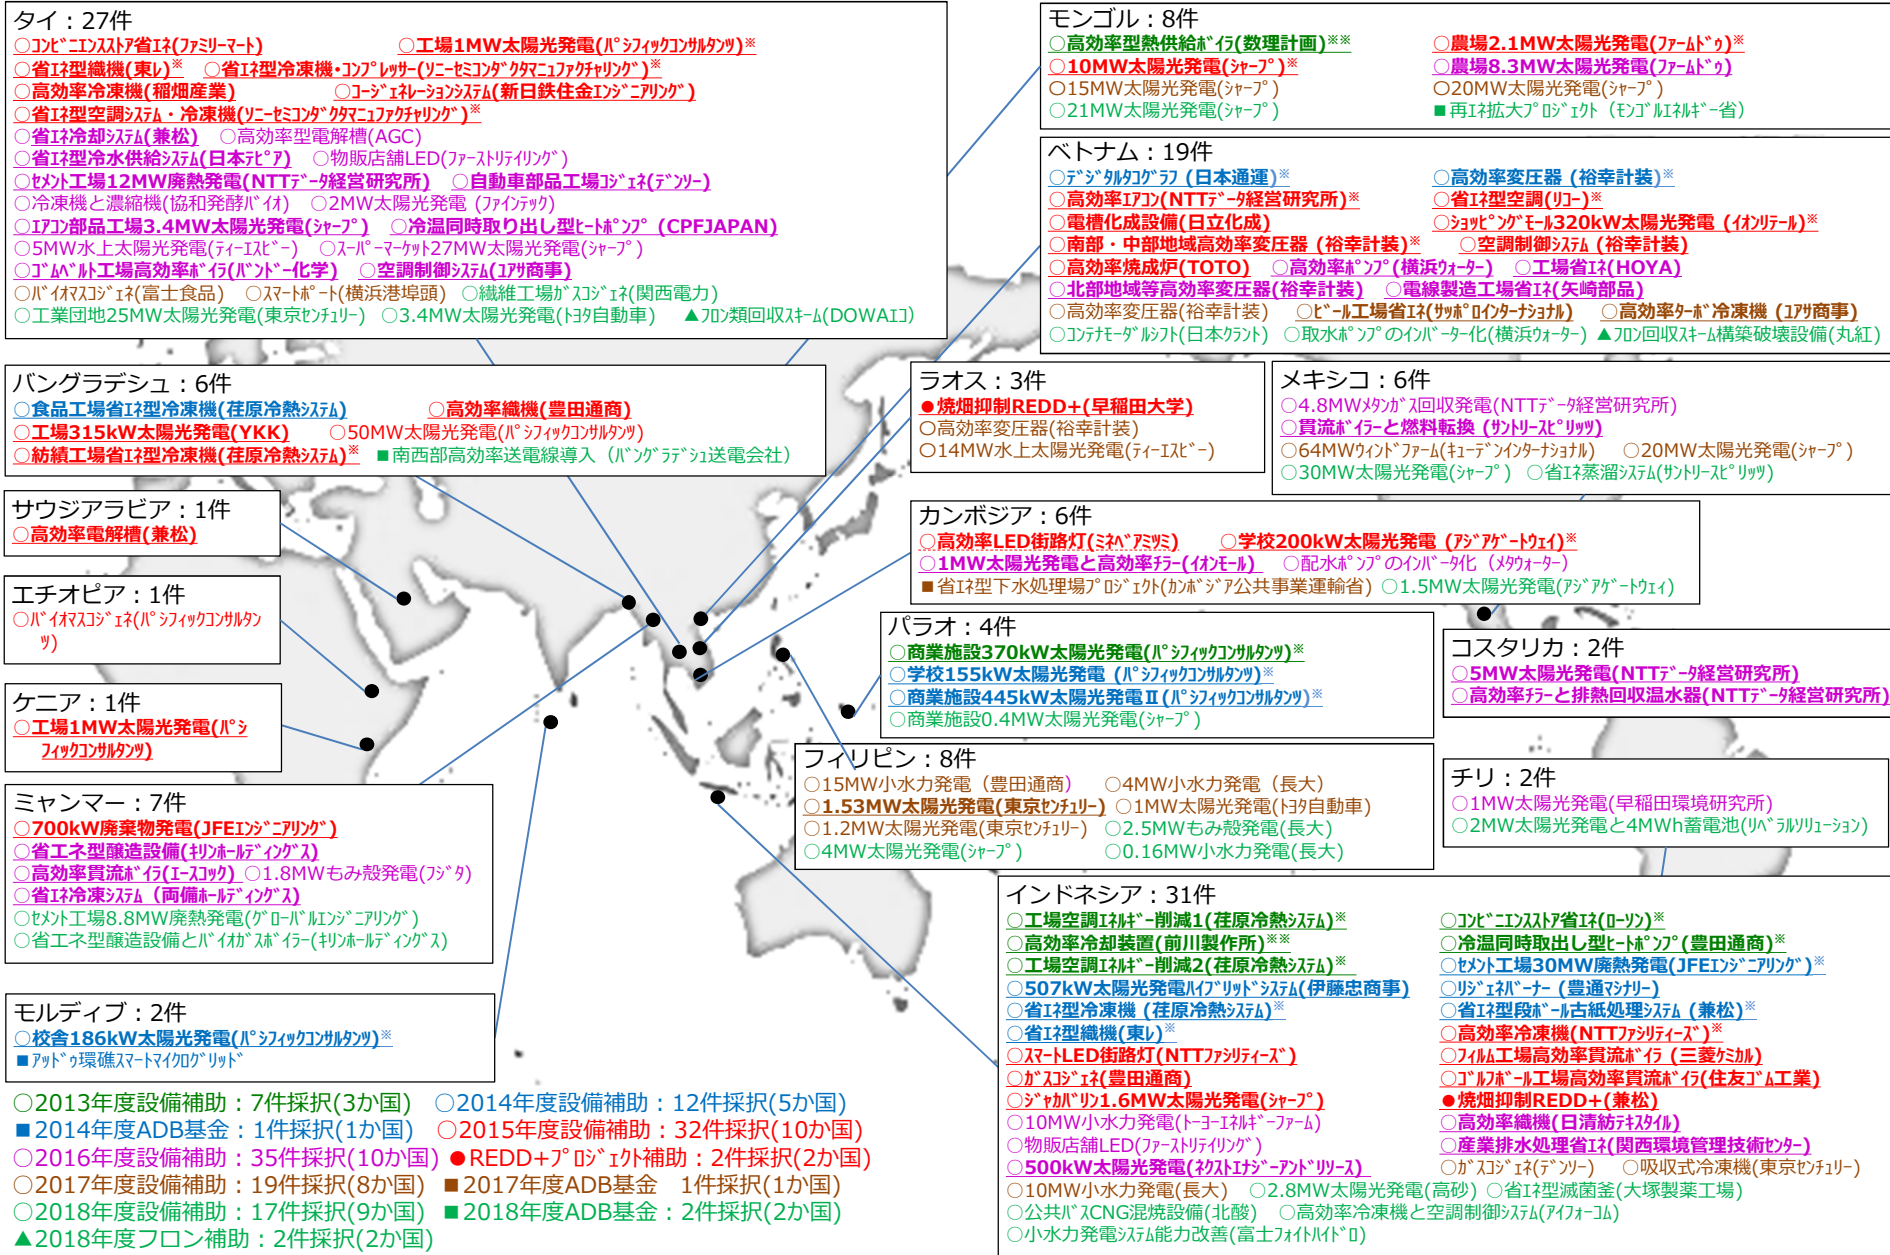 タイ：27件
○ｺﾝﾋﾞﾆｴﾝｽｽﾄｱ省ｴﾈ(ﾌｧﾐﾘｰﾏｰﾄ) ○工場1MW太陽光発電(ﾊﾟｼﾌｨｯｸｺﾝｻﾙﾀﾝﾂ)※
○省ｴﾈ型織機(東レ)※ ○省ｴﾈ型冷凍機・ｺﾝﾌﾟﾚｯｻｰ(ｿﾆｰｾﾐｺﾝﾀﾞｸﾀﾏﾆｭﾌｧｸﾁｬﾘﾝｸﾞ)※
○高効率冷凍機(稲畑産業) ○ｺｰｼﾞｪﾈﾚｰｼｮﾝｼｽﾃﾑ(新日鉄住金ｴﾝｼﾞﾆｱﾘﾝｸﾞ)
○省ｴﾈ型空調ｼｽﾃﾑ・冷凍機(ｿﾆｰｾﾐｺﾝﾀﾞｸﾀﾏﾆｭﾌｧｸﾁｬﾘﾝｸﾞ)※
○省ｴﾈ冷却ｼｽﾃﾑ(兼松) ○高効率型電解槽(AGC)
○省ｴﾈ型冷水供給ｼｽﾃﾑ(日本ﾃﾋﾟｱ) ○物販店舗LED(ﾌｧｰｽﾄﾘﾃｲﾘﾝｸﾞ)
○ｾﾒﾝﾄ工場12MW廃熱発電(NTTﾃﾞｰﾀ経営研究所) ○自動車部品工場ｺｼﾞｪﾈ(ﾃﾞﾝｿｰ)
○冷凍機と濃縮機(協和発酵ﾊﾞｲｵ) ○2MW太陽光発電 (ﾌｧｲﾝﾃｯｸ)
○ｴｱｺﾝ部品工場3.4MW太陽光発電(ｼｬｰﾌﾟ) ○冷温同時取り出し型ﾋｰﾄﾎﾟﾝﾌﾟ (CPFJAPAN)
○5MW水上太陽光発電(ﾃｨｰｴｽﾋﾞｰ) ○ｽｰﾊﾟｰﾏｰｹｯﾄ27MW太陽光発電(ｼｬｰﾌﾟ)
○ｺﾞﾑﾍﾞﾙﾄ工場高効率ﾎﾞｲﾗ(ﾊﾞﾝﾄﾞｰ化学) ○空調制御ｼｽﾃﾑ(ﾕｱｻ商事)
○ﾊﾞｲｵﾏｽｺｼﾞｪﾈ(富士食品) ○ｽﾏｰﾄﾎﾟｰﾄ(横浜港埠頭) ○繊維工場ｶﾞｽｺｼﾞｪﾈ(関西電力)
○工業団地25MW太陽光発電(東京ｾﾝﾁｭﾘｰ) ○3.4MW太陽光発電(ﾄﾖﾀ自動車) ▲ﾌﾛﾝ類回収ｽｷｰﾑ(DOWAｴｺ)
モンゴル：8件
○高効率型熱供給ﾎﾞｲﾗ(数理計画)※※ ○農場2.1MW太陽光発電(ﾌｧｰﾑﾄﾞｩ)※
○10MW太陽光発電(ｼｬｰﾌﾟ)※ ○農場8.3MW太陽光発電(ﾌｧｰﾑﾄﾞｩ)
○15MW太陽光発電(ｼｬｰﾌﾟ) ○20MW太陽光発電(ｼｬｰﾌﾟ)
○21MW太陽光発電(ｼｬｰﾌﾟ) ■再ｴﾈ拡大ﾌﾟﾛｼﾞｪｸﾄ（ﾓﾝｺﾞﾙｴﾈﾙｷﾞｰ省）
ベトナム：19件
○ﾃﾞｼﾞﾀﾙﾀｺｸﾞﾗﾌ (日本通運)※ ○高効率変圧器 (裕幸計装)※
○高効率ｴｱｺﾝ(NTTﾃﾞｰﾀ経営研究所)※ ○省ｴﾈ型空調(ﾘｺｰ)※
○電槽化成設備(日立化成) ○ｼｮｯﾋﾟﾝｸﾞﾓｰﾙ320kW太陽光発電 (ｲｵﾝﾘﾃｰﾙ)※
○南部・中部地域高効率変圧器 (裕幸計装)※ ○空調制御ｼｽﾃﾑ (裕幸計装)
○高効率焼成炉(TOTO) ○高効率ﾎﾟﾝﾌﾟ(横浜ｳｫｰﾀｰ) ○工場省ｴﾈ(HOYA)
○北部地域等高効率変圧器(裕幸計装) ○電線製造工場省ｴﾈ(矢崎部品)
○高効率変圧器(裕幸計装) ○ﾋﾞｰﾙ工場省ｴﾈ(ｻｯﾎﾟﾛｲﾝﾀｰﾅｼｮﾅﾙ) ○高効率ﾀｰﾎﾞ冷凍機 (ﾕｱｻ商事)
○ｺﾝﾃﾅﾓｰﾀﾞﾙｼﾌﾄ(日本ｸﾗﾝﾄ) ○取水ﾎﾟﾝﾌﾟのｲﾝﾊﾞｰﾀｰ化(横浜ｳｫｰﾀｰ) ▲ﾌﾛﾝ回収ｽｷｰﾑ構築破壊設備(丸紅)
バングラデシュ：6件
○食品工場省ｴﾈ型冷凍機(荏原冷熱ｼｽﾃﾑ) ○高効率織機(豊田通商)
○工場315kW太陽光発電(YKK) ○50MW太陽光発電(ﾊﾟｼﾌｨｯｸｺﾝｻﾙﾀﾝﾂ)
○紡績工場省ｴﾈ型冷凍機(荏原冷熱ｼｽﾃﾑ)※ ■南西部高効率送電線導入（ﾊﾞﾝｸﾞﾗﾃﾞｼｭ送電会社）
ラオス：3件
●焼畑抑制REDD+(早稲田大学)
○高効率変圧器(裕幸計装)
○14MW水上太陽光発電(ﾃｨｰｴｽﾋﾞｰ)
メキシコ：6件
○4.8MWﾒﾀﾝｶﾞｽ回収発電(NTTﾃﾞｰﾀ経営研究所)
○貫流ﾎﾞｲﾗｰと燃料転換 (ｻﾝﾄﾘｰｽﾋﾟﾘｯﾂ)
○64MWｳｨﾝﾄﾞﾌｧｰﾑ(ｷｭｰﾃﾞﾝｲﾝﾀｰﾅｼｮﾅﾙ) ○20MW太陽光発電(ｼｬｰﾌﾟ)
○30MW太陽光発電(ｼｬｰﾌﾟ) ○省ｴﾈ蒸溜ｼｽﾃﾑ(ｻﾝﾄﾘｰｽﾋﾟﾘｯﾂ)
サウジアラビア：1件
○高効率電解槽(兼松)
カンボジア：6件
○高効率LED街路灯(ﾐﾈﾍﾞｱﾐﾂﾐ) ○学校200kW太陽光発電 (ｱｼﾞｱｹﾞｰﾄｳｪｲ)※
○1MW太陽光発電と高効率ﾁﾗｰ(ｲｵﾝﾓｰﾙ) ○配水ﾎﾟﾝﾌﾟのｲﾝﾊﾞｰﾀ化（ﾒﾀｳｫｰﾀｰ)
■省ｴﾈ型下水処理場ﾌﾟﾛｼﾞｪｸﾄ(ｶﾝﾎﾞｼﾞｱ公共事業運輸省) ○1.5MW太陽光発電(ｱｼﾞｱｹﾞｰﾄｳｪｲ)
エチオピア：1件
○ﾊﾞｲｵﾏｽｺｼﾞｪﾈ(ﾊﾟｼﾌｨｯｸｺﾝｻﾙﾀﾝ
ﾂ)
パラオ：4件
○商業施設370kW太陽光発電(ﾊﾟｼﾌｨｯｸｺﾝｻﾙﾀﾝﾂ)※
○学校155kW太陽光発電 (ﾊﾟｼﾌｨｯｸｺﾝｻﾙﾀﾝﾂ)※
○商業施設445kW太陽光発電Ⅱ(ﾊﾟｼﾌｨｯｸｺﾝｻﾙﾀﾝﾂ)※
○商業施設0.4MW太陽光発電(ｼｬｰﾌﾟ)
コスタリカ：2件
○5MW太陽光発電(NTTﾃﾞｰﾀ経営研究所)
○高効率ﾁﾗｰと排熱回収温水器(NTTﾃﾞｰﾀ経営研究所)
ケニア：1件
○工場1MW太陽光発電(ﾊﾟｼ
ﾌｨｯｸｺﾝｻﾙﾀﾝﾂ)
フィリピン：8件
○15MW小水力発電（豊田通商） ○4MW小水力発電（長大）
○1.53MW太陽光発電(東京ｾﾝﾁｭﾘｰ) ○1MW太陽光発電(ﾄﾖﾀ自動車)
○1.2MW太陽光発電(東京ｾﾝﾁｭﾘｰ) ○2.5MWもみ殻発電(長大)
○4MW太陽光発電(ｼｬｰﾌﾟ) ○0.16MW小水力発電(長大)
チリ：2件
○1MW太陽光発電(早稲田環境研究所)
○2MW太陽光発電と4MWh蓄電池(ﾘﾍﾞﾗﾙｿﾘｭｰｼｮﾝ)
ミャンマー：7件
○700kW廃棄物発電(JFEｴﾝｼﾞﾆｱﾘﾝｸﾞ)
○省エネ型醸造設備(ｷﾘﾝﾎｰﾙﾃﾞｨﾝｸﾞｽ)
○高効率貫流ﾎﾞｲﾗ(ｴｰｽｺｯｸ) ○1.8MWもみ殻発電(ﾌｼﾞﾀ)
○省ｴﾈ冷凍ｼｽﾃﾑ（両備ﾎｰﾙﾃﾞｨﾝｸﾞｽ)
○ｾﾒﾝﾄ工場8.8MW廃熱発電(ｸﾞﾛｰﾊﾞﾙｴﾝｼﾞﾆｱﾘﾝｸﾞ)
○省エネ型醸造設備とﾊﾞｲｵｶﾞｽﾎﾞｲﾗｰ(ｷﾘﾝﾎｰﾙﾃﾞｨﾝｸﾞｽ)
モルディブ：2件
○校舎186kW太陽光発電(ﾊﾟｼﾌｨｯｸｺﾝｻﾙﾀﾝﾂ)※
■ｱｯﾄﾞｩ環礁ｽﾏｰﾄﾏｲｸﾛｸﾞﾘｯﾄﾞ
インドネシア：31件
○工場空調ｴﾈﾙｷﾞｰ削減1(荏原冷熱ｼｽﾃﾑ)※ ○ｺﾝﾋﾞﾆｴﾝｽｽﾄｱ省ｴﾈ(ﾛｰｿﾝ)※
○高効率冷却装置(前川製作所)※※ ○冷温同時取出し型ﾋｰﾄﾎﾟﾝﾌﾟ(豊田通商)※
○工場空調ｴﾈﾙｷﾞｰ削減2(荏原冷熱ｼｽﾃﾑ)※ ○ｾﾒﾝﾄ工場30MW廃熱発電(JFEｴﾝｼﾞﾆｱﾘﾝｸﾞ)※
○507kW太陽光発電ﾊｲﾌﾞﾘｯﾄﾞｼｽﾃﾑ(伊藤忠商事) ○ﾘｼﾞｪﾈﾊﾞｰﾅｰ (豊通ﾏｼﾅﾘｰ)
○省ｴﾈ型冷凍機 (荏原冷熱ｼｽﾃﾑ)※ ○省ｴﾈ型段ﾎﾞｰﾙ古紙処理ｼｽﾃﾑ (兼松)※
○省ｴﾈ型織機(東レ)※ ○高効率冷凍機(NTTﾌｧｼﾘﾃｨｰｽﾞ)※
○ｽﾏｰﾄLED街路灯(NTTﾌｧｼﾘﾃｨｰｽﾞ) ○ﾌｨﾙﾑ工場高効率貫流ﾎﾞｲﾗ (三菱ｹﾐｶﾙ)
○ｶﾞｽｺｼﾞｪﾈ(豊田通商) ○ｺﾞﾙﾌﾎﾞｰﾙ工場高効率貫流ﾎﾞｲﾗ(住友ｺﾞﾑ工業)
○ｼﾞｬｶﾊﾞﾘﾝ1.6MW太陽光発電(ｼｬｰﾌﾟ) ●焼畑抑制REDD+(兼松)
○10MW小水力発電(ﾄｰﾖｰｴﾈﾙｷﾞｰﾌｧｰﾑ) ○高効率織機(日清紡ﾃｷｽﾀｲﾙ)
○物販店舗LED(ﾌｧｰｽﾄﾘﾃｲﾘﾝｸﾞ) ○産業排水処理省ｴﾈ(関西環境管理技術ｾﾝﾀｰ)
○500kW太陽光発電(ﾈｸｽﾄｴﾅｼﾞｰｱﾝﾄﾞﾘｿｰｽ) ○ｶﾞｽｺｼﾞｪﾈ(ﾃﾞﾝｿｰ) ○吸収式冷凍機(東京ｾﾝﾁｭﾘｰ)
○10MW小水力発電(長大) ○2.8MW太陽光発電(高砂) ○省ｴﾈ型滅菌釜(大塚製薬工場)
○公共ﾊﾞｽCNG混焼設備(北酸) ○高効率冷凍機と空調制御ｼｽﾃﾑ(ｱｲﾌｫｰｺﾑ)
○小水力発電ｼｽﾃﾑ能力改善(富士ﾌｫｲﾄﾊｲﾄﾞﾛ)
○2013年度設備補助：7件採択(3か国) ○2014年度設備補助：12件採択(5か国)
■2014年度ADB基金：1件採択(1か国) ○2015年度設備補助：32件採択(10か国)
○2016年度設備補助：35件採択(10か国) ●REDD+ﾌﾟﾛｼﾞｪｸﾄ補助：2件採択(2か国)
○2017年度設備補助：19件採択(8か国) ■2017年度ADB基金 1件採択(1か国)
○2018年度設備補助：17件採択(9か国) ■2018年度ADB基金：2件採択(2か国)
▲2018年度フロン補助：2件採択(2か国)